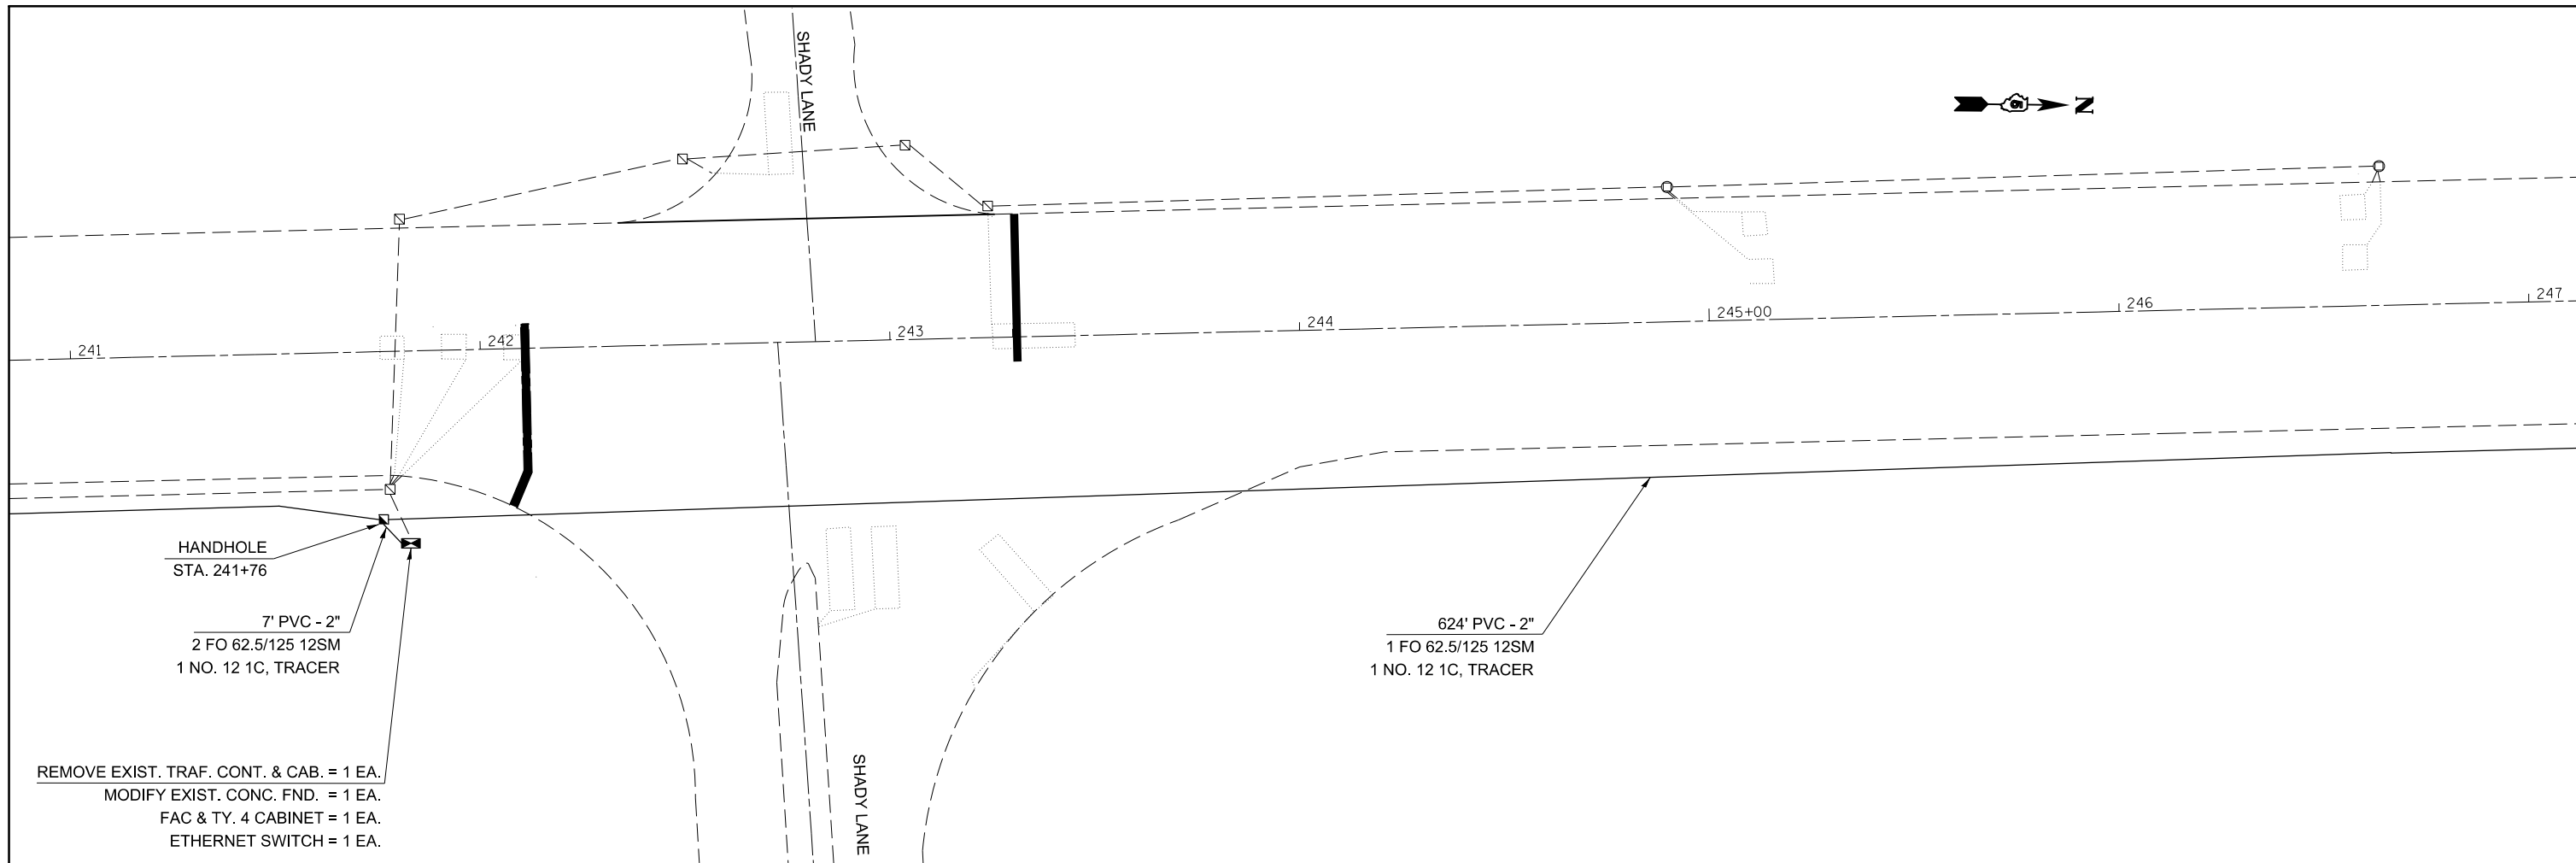 SHADY LANE
N
241
242
243
244
245+00
246
247
HANDHOLE
STA. 241+76
7' PVC - 2"
2 FO 62.5/125 12SM
1 NO. 12 1C, TRACER
624' PVC - 2"
1 FO 62.5/125 12SM
1 NO. 12 1C, TRACER
REMOVE EXIST. TRAF. CONT. & CAB. = 1 EA.
MODIFY EXIST. CONC. FND. = 1 EA.
FAC & TY. 4 CABINET = 1 EA.
ETHERNET SWITCH = 1 EA.
SHADY LANE